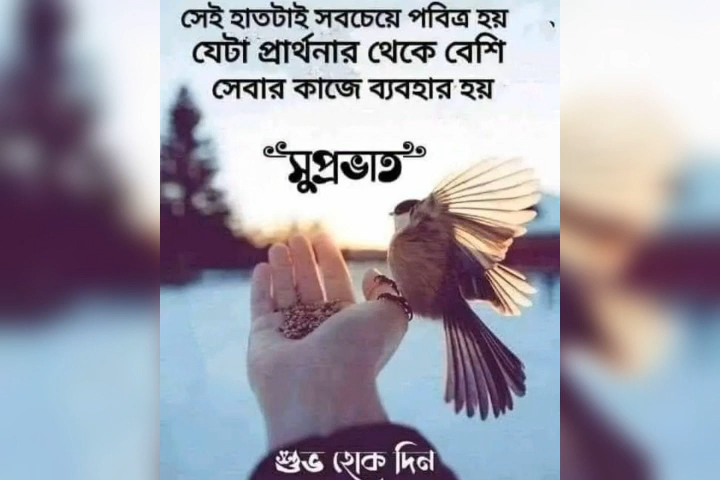 সেই হাতটাই সবচেয়ে পবিত্র হয়
যেটা প্রার্থনার থেকে বেশি
সেবার কাজে ব্যবহার হয়
সুপ্রভাত
শুভ হোক দিন